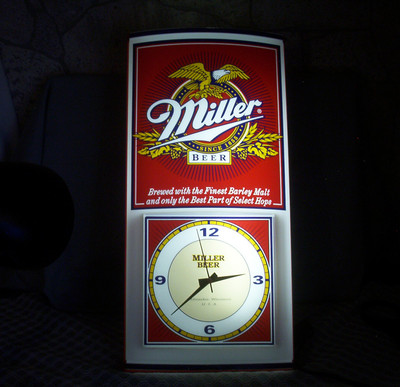 Miller®
SINCE 1855
BEER
Brewed with the Finest Barley Malt
and only the Best Part of Select Hops
12
MILLER
BEER
9
3
U.S.A.
6